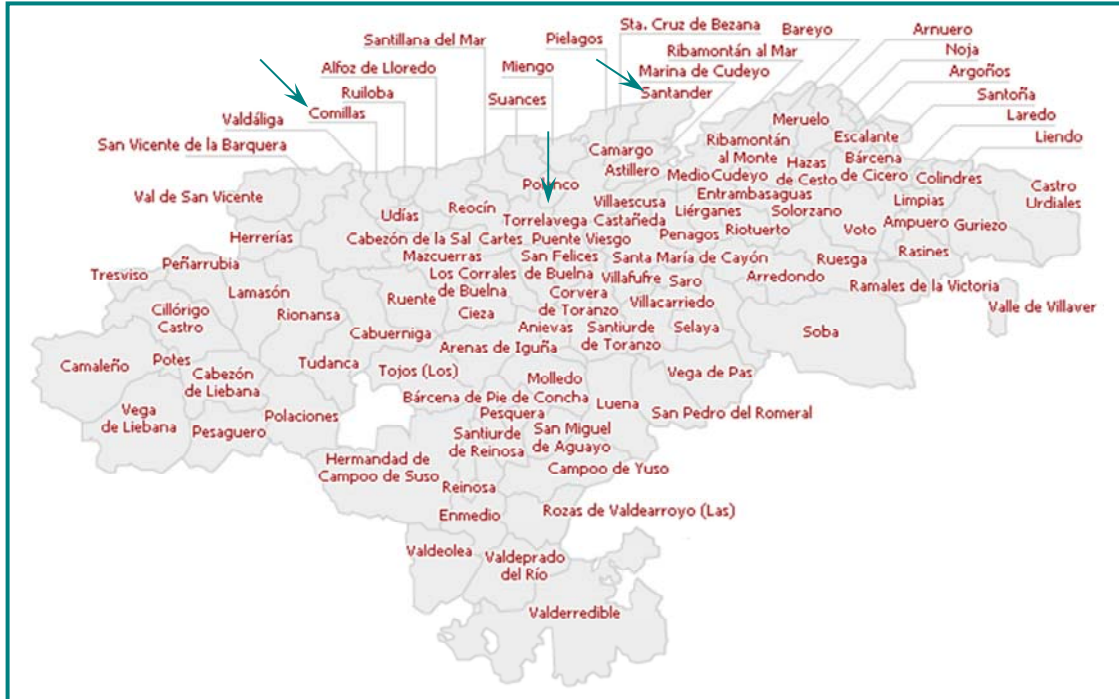 Sta. Cruz de Bezana
Bareyo
Arnuero
Santillana del Mar
Pielagos
Ribamontán al Mar
Noja
Alfoz de Lloredo
Miengo
Marina de Cudeyo
Argoños
Ruiloba
Suances
Santander
Santoña
Comillas
Meruelo
Laredo
Valdáliga
Escalante
Liendo
San Vicente de la Barquera
Camargo
Ribamontán
al Monte
Hazas
de Cesto
Bárcena
de Cicero
Astillero
Medio Cudeyo
Colindres
Val de San Vicente
Polanco
Entrambasaguas
Castro
Urdiales
Udías
Reocín
Villaescusa
Limpias
Torrelavega
Castañeda
Liérganes
Solorzano
Ampuero
Guriezo
Herrerías
Cabezón de la Sal
Cartes
Puente Viesgo
Penagos
Riotuerto
Voto
Rasines
Mazcuerras
San Felices
de Buelna
Santa María de Cayón
Ruesga
Peñarrubia
Tresviso
Los Corrales
de Buelna
Villafufre
Saro
Arredondo
Ramales de la Victoria
Lamasón
Ruente
Corvera
de Toranzo
Villacarriedo
Valle de Villaver
Cillórigo
Castro
Rionansa
Cieza
Cabuerniga
Anievas
Santiurde
de Toranzo
Selaya
Soba
Camaleño
Potes
Tudanca
Arenas de Iguña
Cabezón
de Liebana
Tojos (Los)
Molledo
Vega de Pas
Bárcena de Pie de Concha
Luena
Vega
de Liebana
Polaciones
Pesquera
San Pedro del Romeral
Pesaguero
Santiurde
de Reinosa
San Miguel
de Aguayo
Hermandad de
Campoo de Suso
Campoo de Yuso
Reinosa
Enmedio
Rozas de Valdearroyo (Las)
Valdeolea
Valdeprado
del Río
Valderredible